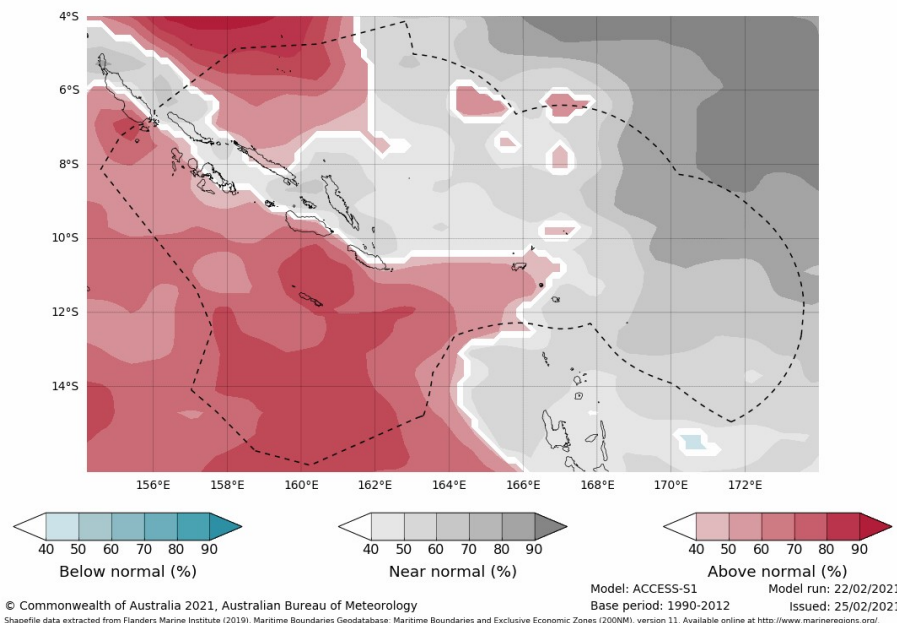 4°S
6°S
8°S
10°S
12°S
14°S
156°E 158°E 160°E 162°E 164°E 166°E 168°E 170°E 172°E
40 50 60 70 80 90 40 50 60 70 80 90 40 50 60 70 80 90
Below normal (%) Near normal (%) Above normal (%)
Model: ACCESS-S1 Model run: 22/02/2021
© Commonwealth of Australia 2021, Australian Bureau of Meteorology Base period: 1990-2012 Issued: 25/02/2021
Shapefile data extracted from Flanders Marine Institute (2019), Maritime Boundaries Geodatabase: Maritime Boundaries and Exclusive Economic Zones (200NM), version 11. Available online at http://www.marineregions.org/.